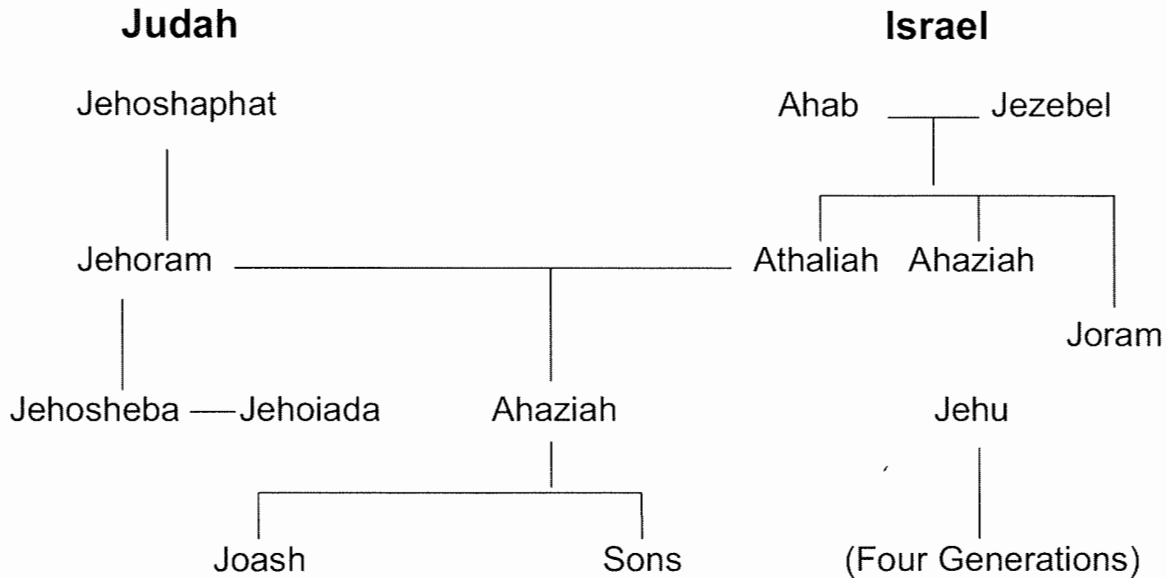 Judah Israel
Jehoshaphat Ahab Jezebel
Jehoram Athaliah Ahaziah
Joram
Jehosheba Jehoiada Ahaziah Jehu
Joash Sons (Four Generations)